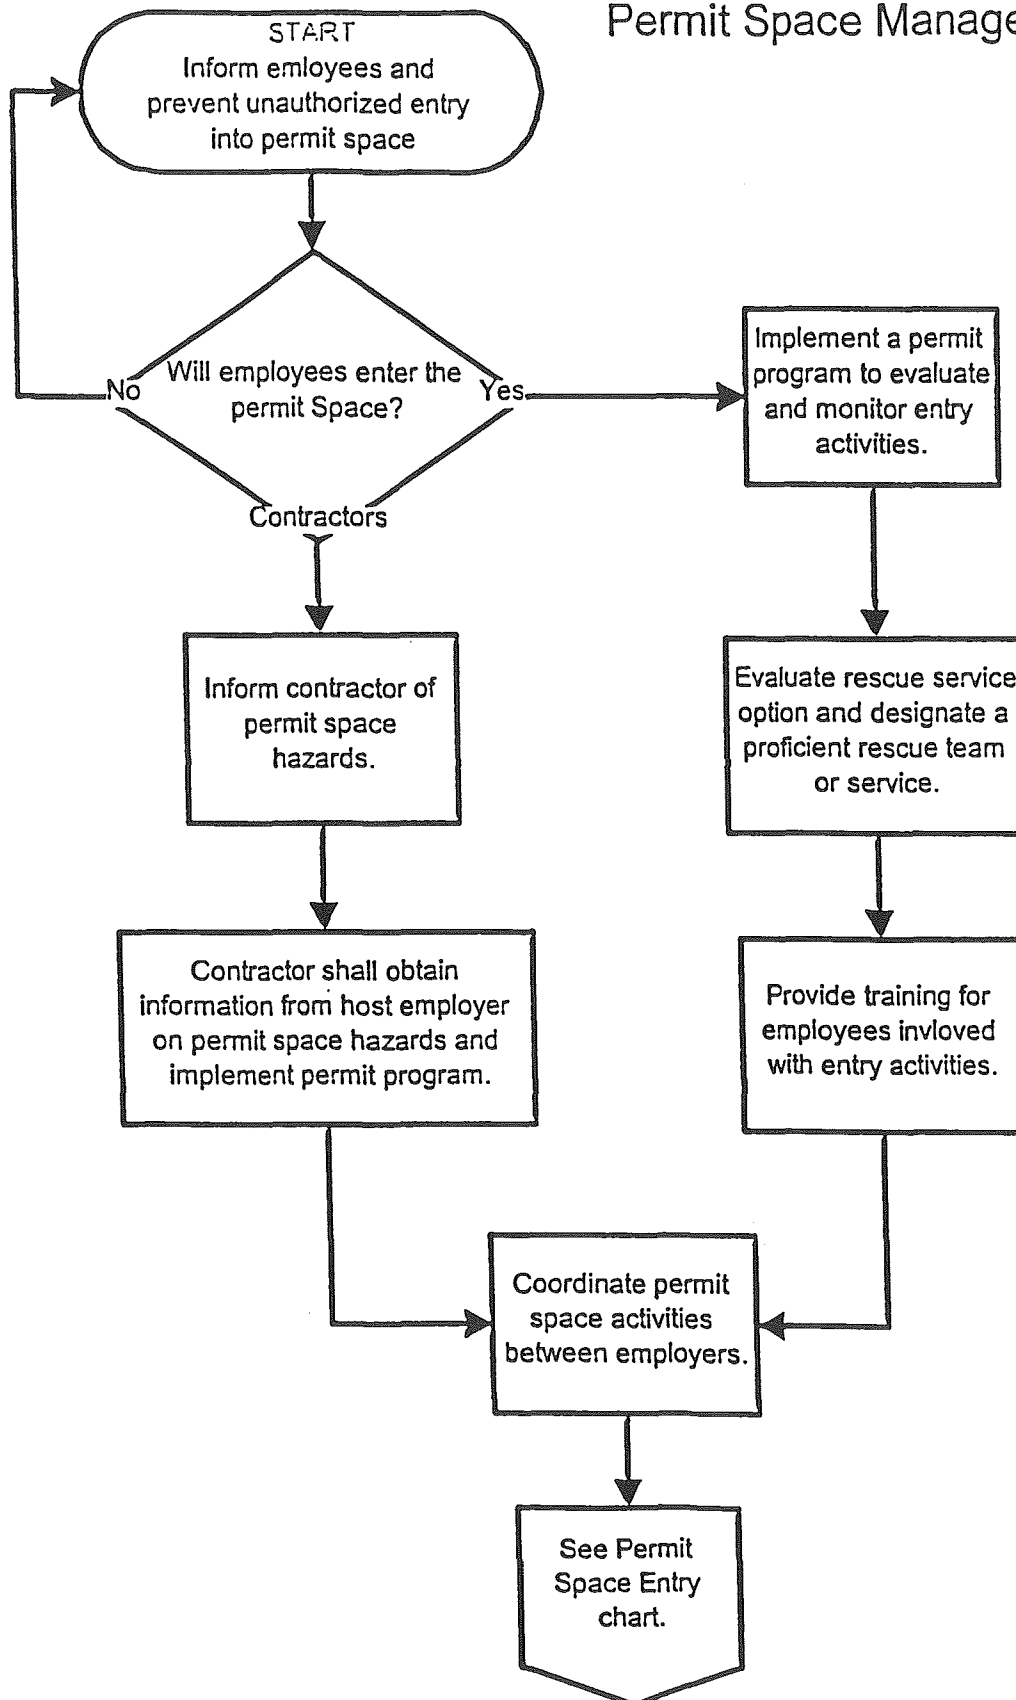 Permit Space Manage
START
Inform emloyees and
prevent unauthorized entry
into permit space
Will employees enter the
permit Space?
No
Yes
Contractors
Implement a permit
program to evaluate
and monitor entry
activities.
Inform contractor of
permit space
hazards.
Evaluate rescue service
option and designate a
proficient rescue team
or service.
Contractor shall obtain
information from host employer
on permit space hazards and
implement permit program.
Provide training for
employees invloved
with entry activities.
Coordinate permit
space activities
between employers.
See Permit
Space Entry
chart.